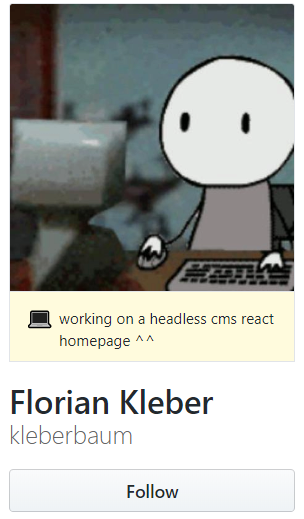 working on a headless cms react
homepage ^^
Florian Kleber
kleberbaum
Follow